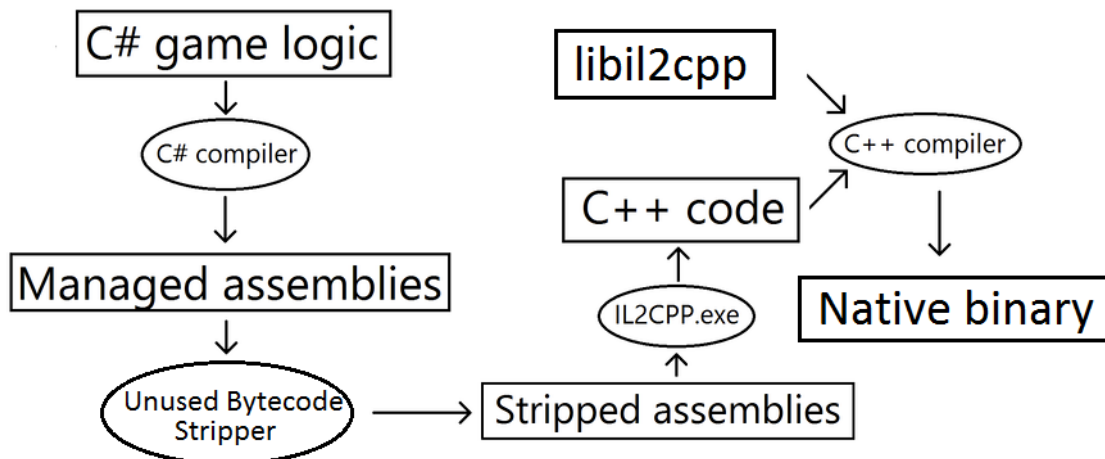 C# game logic
C# compiler
Managed assemblies
Unused Bytecode
Stripper
Stripped assemblies
IL2CPP.exe
C++ code
libil2cpp
C++ compiler
Native binary